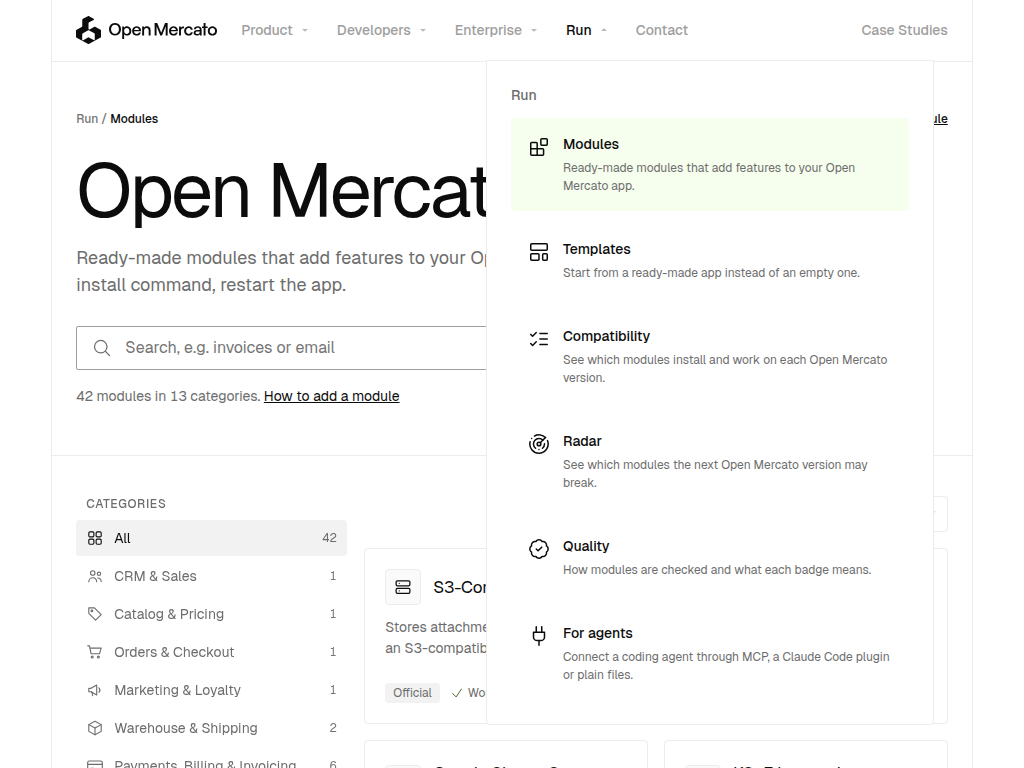 Open Mercato
Product
Developers
Enterprise
Run
Contact
Case Studies
Run / Modules
Open Mercat
Ready-made modules that add features to your Op
install command, restart the app.
Search, e.g. invoices or email
42 modules in 13 categories. How to add a module
Run
Modules
Ready-made modules that add features to your Open
Mercato app.
Templates
Start from a ready-made app instead of an empty one.
Compatibility
See which modules install and work on each Open Mercato
version.
Radar
See which modules the next Open Mercato version may
break.
Quality
How modules are checked and what each badge means.
For agents
Connect a coding agent through MCP, a Claude Code plugin
or plain files.
CATEGORIES
All 42
CRM & Sales 1
Catalog & Pricing 1
Orders & Checkout 1
Marketing & Loyalty 1
Warehouse & Shipping 2
Payments, Billing & Invoicing 6
S3-Co
Stores attachme
an S3-compatib
Official
Wo